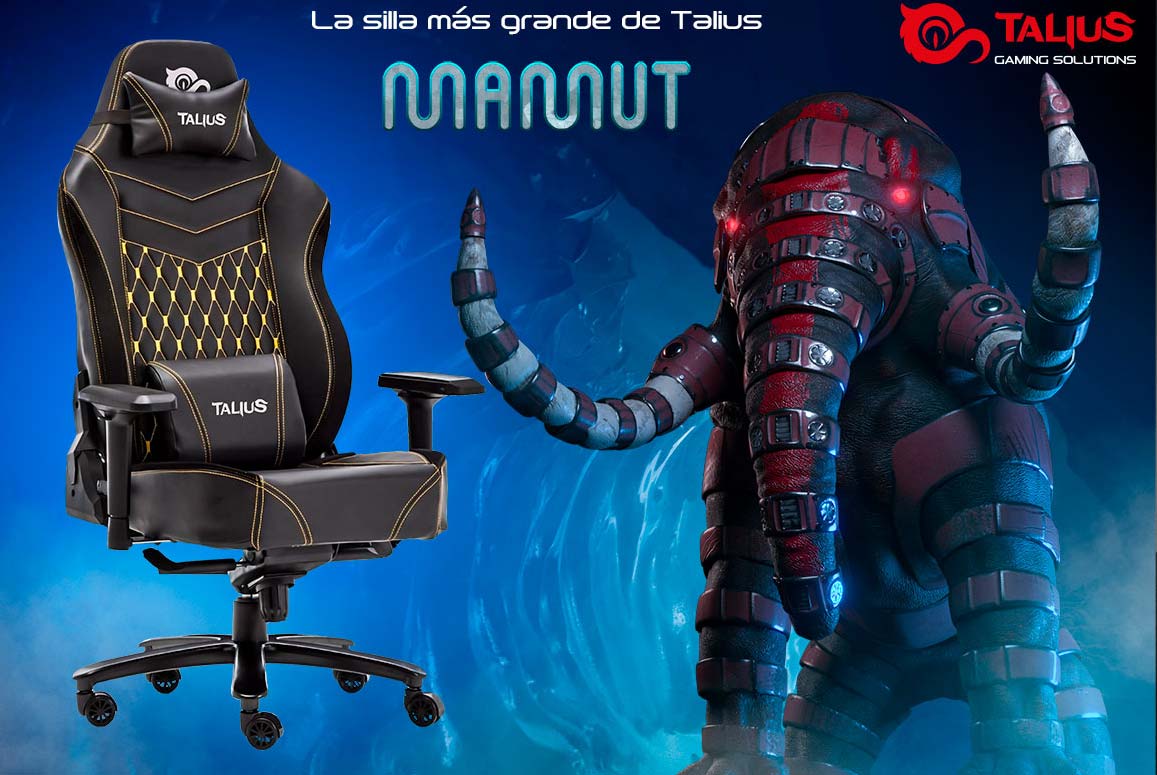 La silla más grande de Talius
MAMUT
TALIUS
GAMING SOLUTIONS
TALIUS
TALIUS